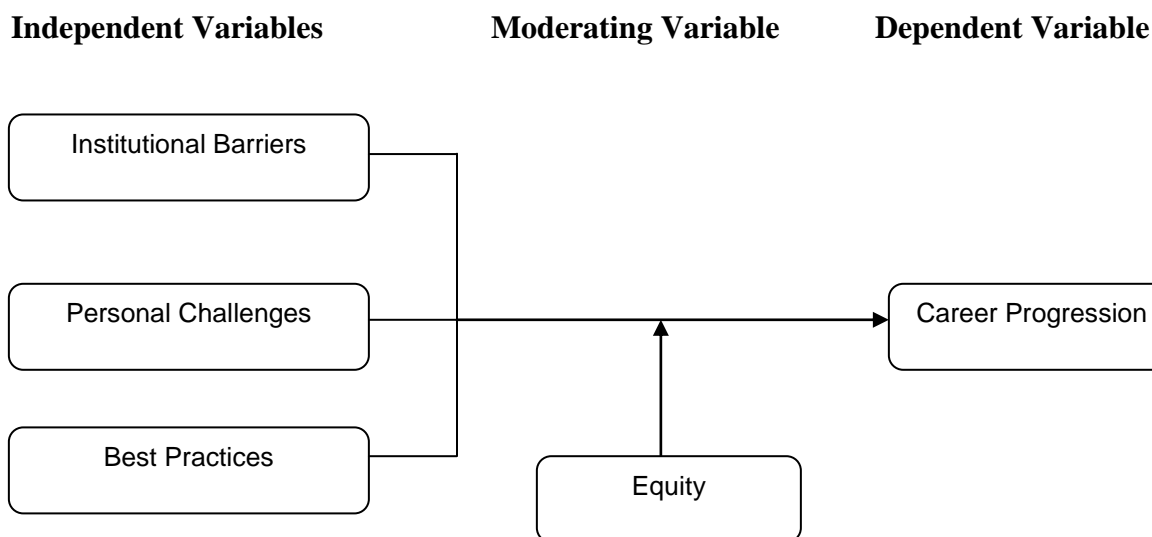 Independent Variables Moderating Variable Dependent Variable
Institutional Barriers
Personal Challenges
Career Progression
Best Practices
Equity